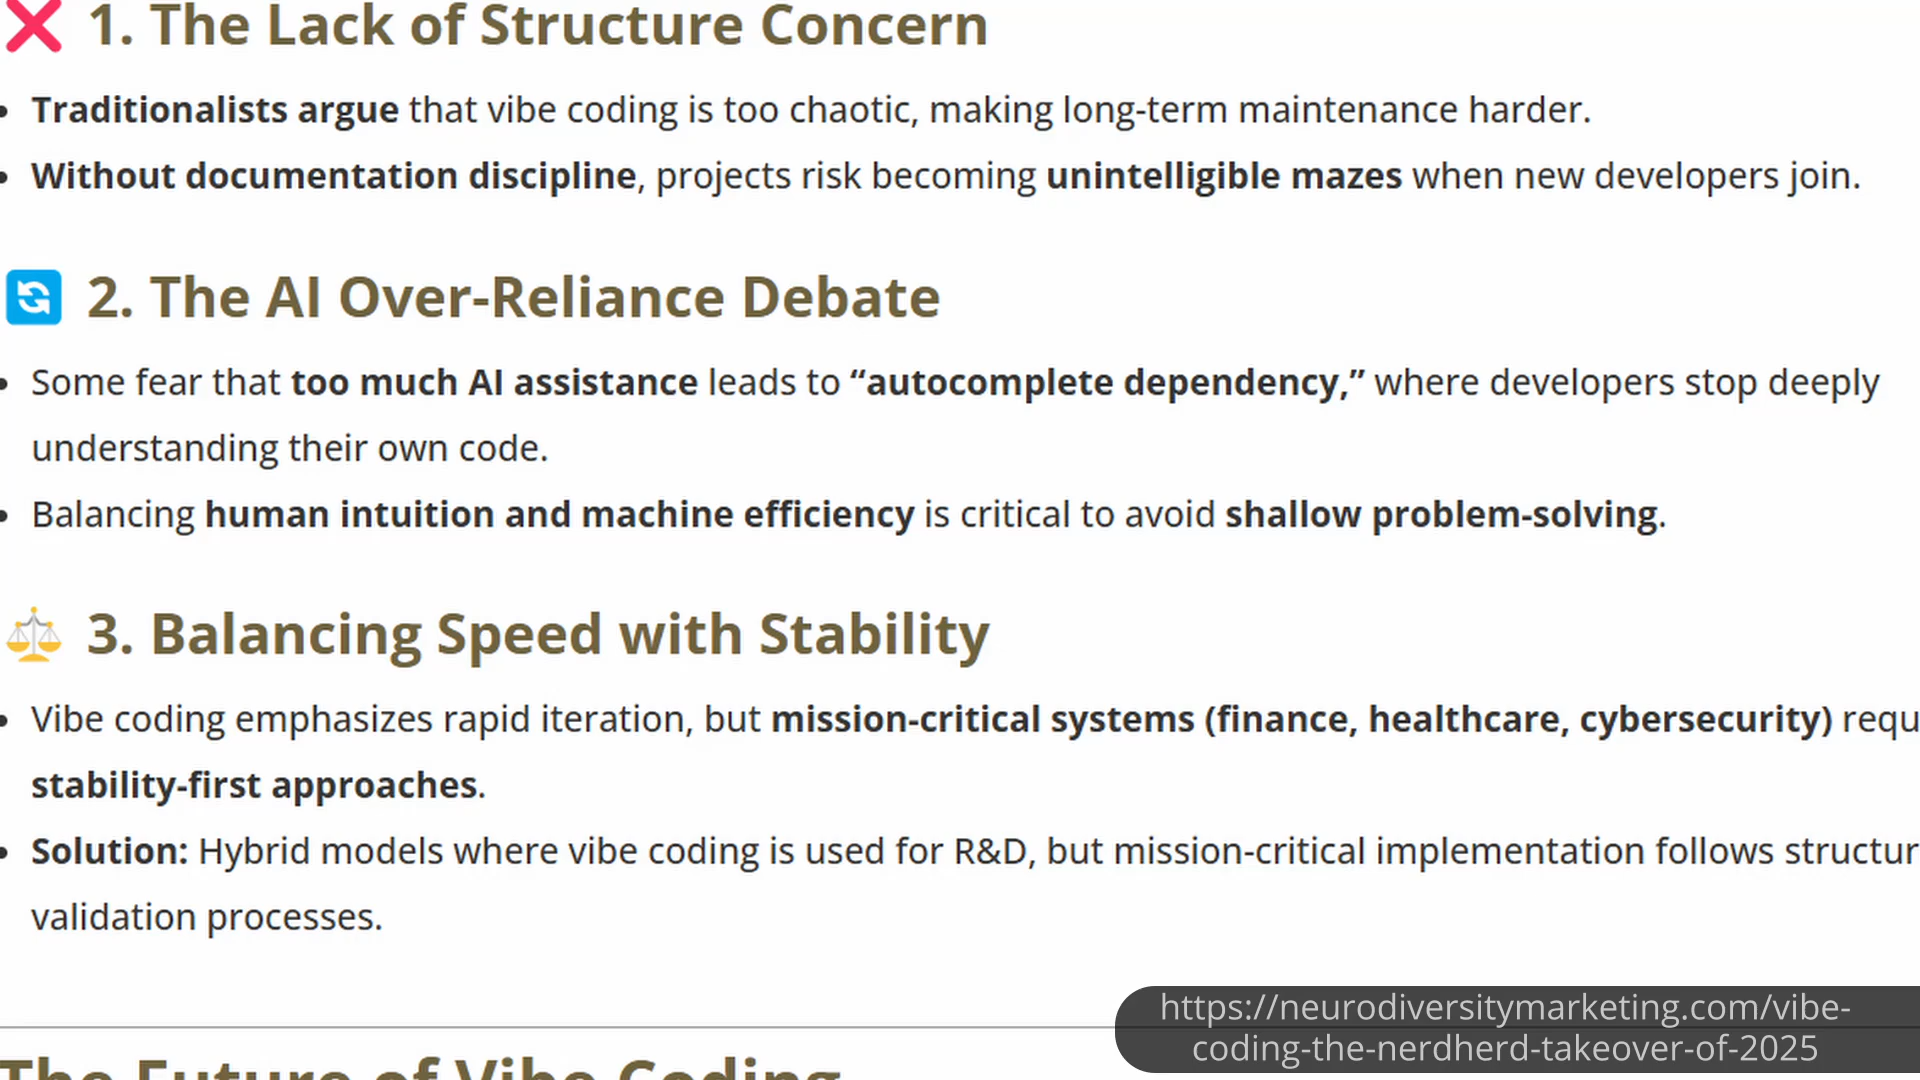 1. The Lack of Structure Concern
• Traditionalists argue that vibe coding is too chaotic, making long-term maintenance harder.
• Without documentation discipline, projects risk becoming unintelligible mazes when new developers join.
2. The AI Over-Reliance Debate
• Some fear that too much AI assistance leads to “autocomplete dependency,” where developers stop deeply
understanding their own code.
• Balancing human intuition and machine efficiency is critical to avoid shallow problem-solving.
3. Balancing Speed with Stability
• Vibe coding emphasizes rapid iteration, but mission-critical systems (finance, healthcare, cybersecurity) requ
stability-first approaches.
• Solution: Hybrid models where vibe coding is used for R&D, but mission-critical implementation follows structur
validation processes.
https://neurodiversitymarketing.com/vibe-
coding-the-nerdherd-takeover-of-2025
The Future of Vibe Coding